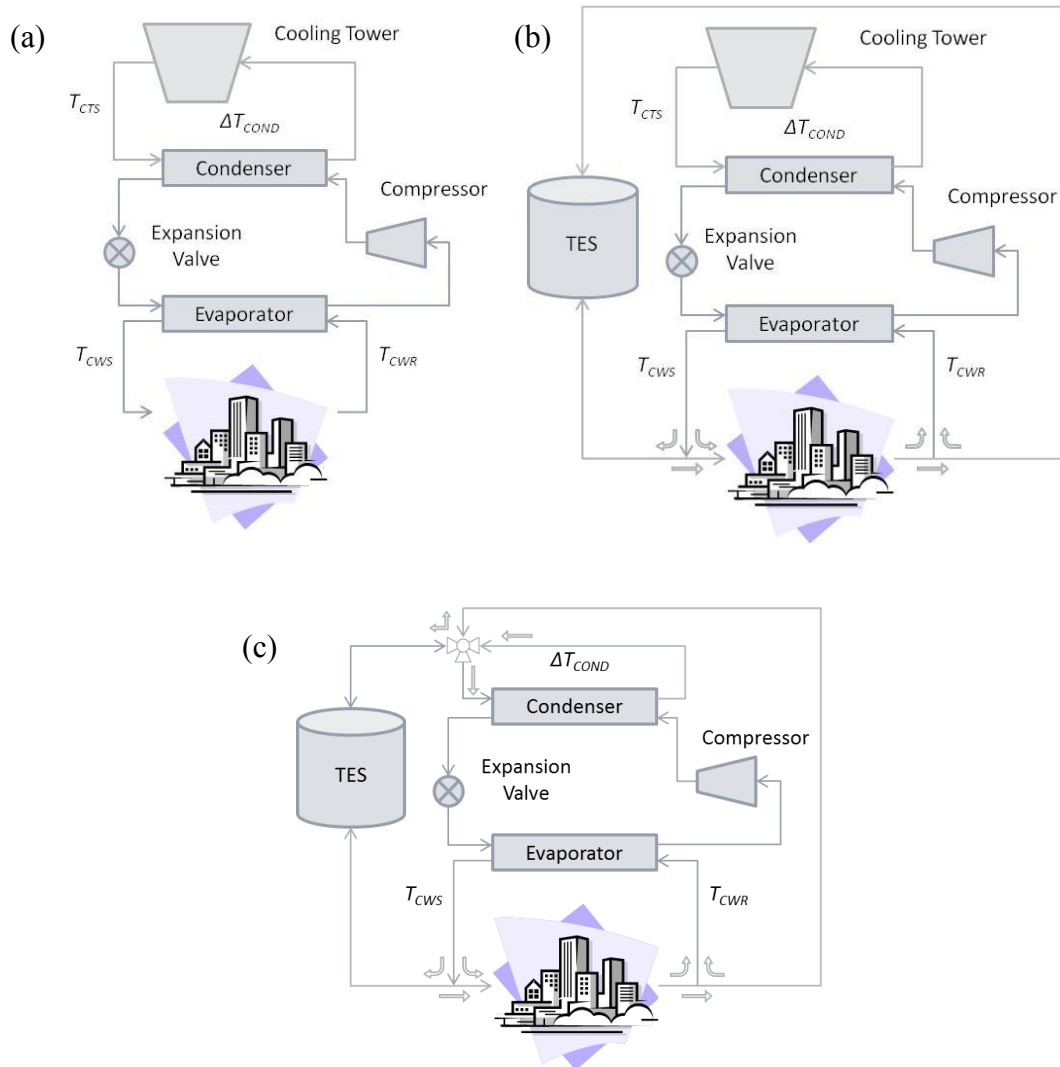 (a)
Cooling Tower
T_CTS
ΔT_COND
Condenser
Compressor
Expansion
Valve
Evaporator
T_CWS
T_CWR
(b)
Cooling Tower
T_CTS
ΔT_COND
Condenser
Compressor
TES
Expansion
Valve
Evaporator
T_CWS
T_CWR
(c)
ΔT_COND
Condenser
Compressor
TES
Expansion
Valve
Evaporator
T_CWS
T_CWR